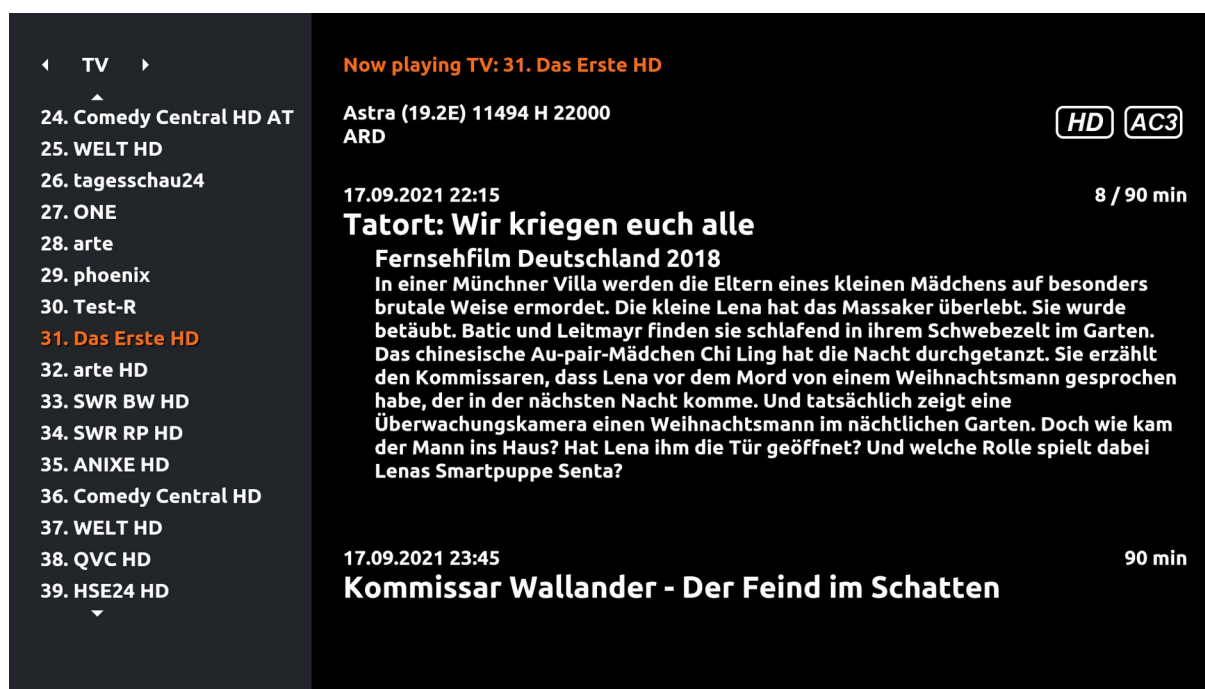 TV
24. Comedy Central HD AT
25. WELT HD
26. tagesschau24
27. ONE
28. arte
29. phoenix
30. Test-R
31. Das Erste HD
32. arte HD
33. SWR BW HD
34. SWR RP HD
35. ANIXE HD
36. Comedy Central HD
37. WELT HD
38. QVC HD
39. HSE24 HD
Now playing TV: 31. Das Erste HD
Astra (19.2E) 11494 H 22000
ARD
HD AC3
17.09.2021 22:15 8 / 90 min
Tatort: Wir kriegen euch alle
Fernsehfilm Deutschland 2018
In einer Münchner Villa werden die Eltern eines kleinen Mädchens auf besonders
brutale Weise ermordet. Die kleine Lena hat das Massaker überlebt. Sie wurde
betäubt. Batic und Leitmayr finden sie schlafend in ihrem Schwebezelt im Garten.
Das chinesische Au-pair-Mädchen Chi Ling hat die Nacht durchgetanzt. Sie erzählt
den Kommissaren, dass Lena vor dem Mord von einem Weihnachtsmann gesprochen
habe, der in der nächsten Nacht komme. Und tatsächlich zeigt eine
Überwachungskamera einen Weihnachtsmann im nächtlichen Garten. Doch wie kam
der Mann ins Haus? Hat Lena ihm die Tür geöffnet? Und welche Rolle spielt dabei
Lenas Smartpuppe Senta?
17.09.2021 23:45 90 min
Kommissar Wallander - Der Feind im Schatten